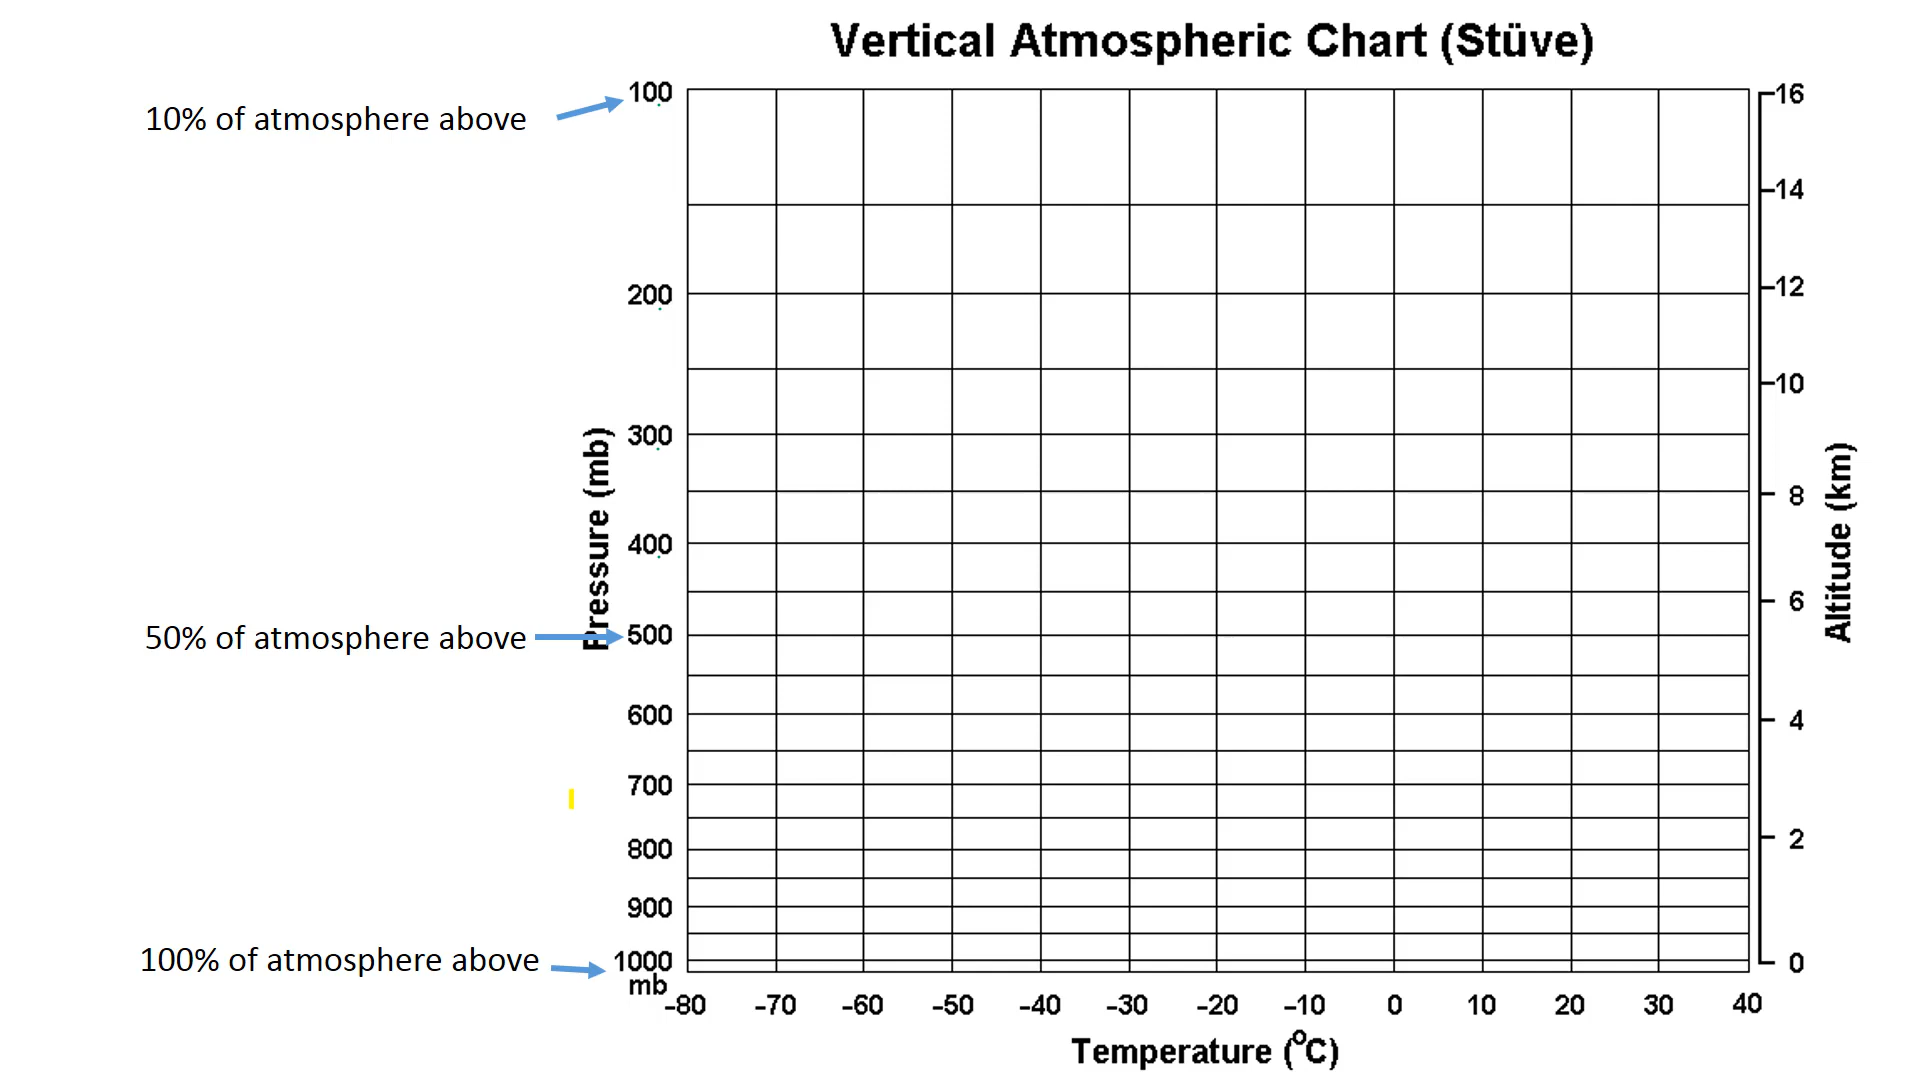 Vertical Atmospheric Chart (Stüve)
10% of atmosphere above
50% of atmosphere above
100% of atmosphere above
Pressure (mb)
100
200
300
400
500
600
700
800
900
1000
mb
16
14
12
10
8
6
4
2
0
Altitude (km)
-80 -70 -60 -50 -40 -30 -20 -10 0 10 20 30 40
Temperature (°C)